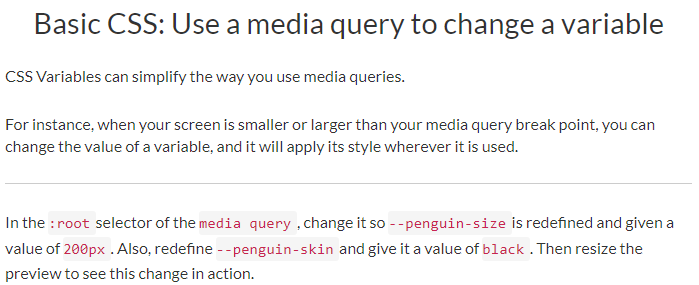 Basic CSS: Use a media query to change a variable
CSS Variables can simplify the way you use media queries.
For instance, when your screen is smaller or larger than your media query break point, you can
change the value of a variable, and it will apply its style wherever it is used.
In the :root selector of the media query , change it so --penguin-size is redefined and given a
value of 200px . Also, redefine --penguin-skin and give it a value of black . Then resize the
preview to see this change in action.